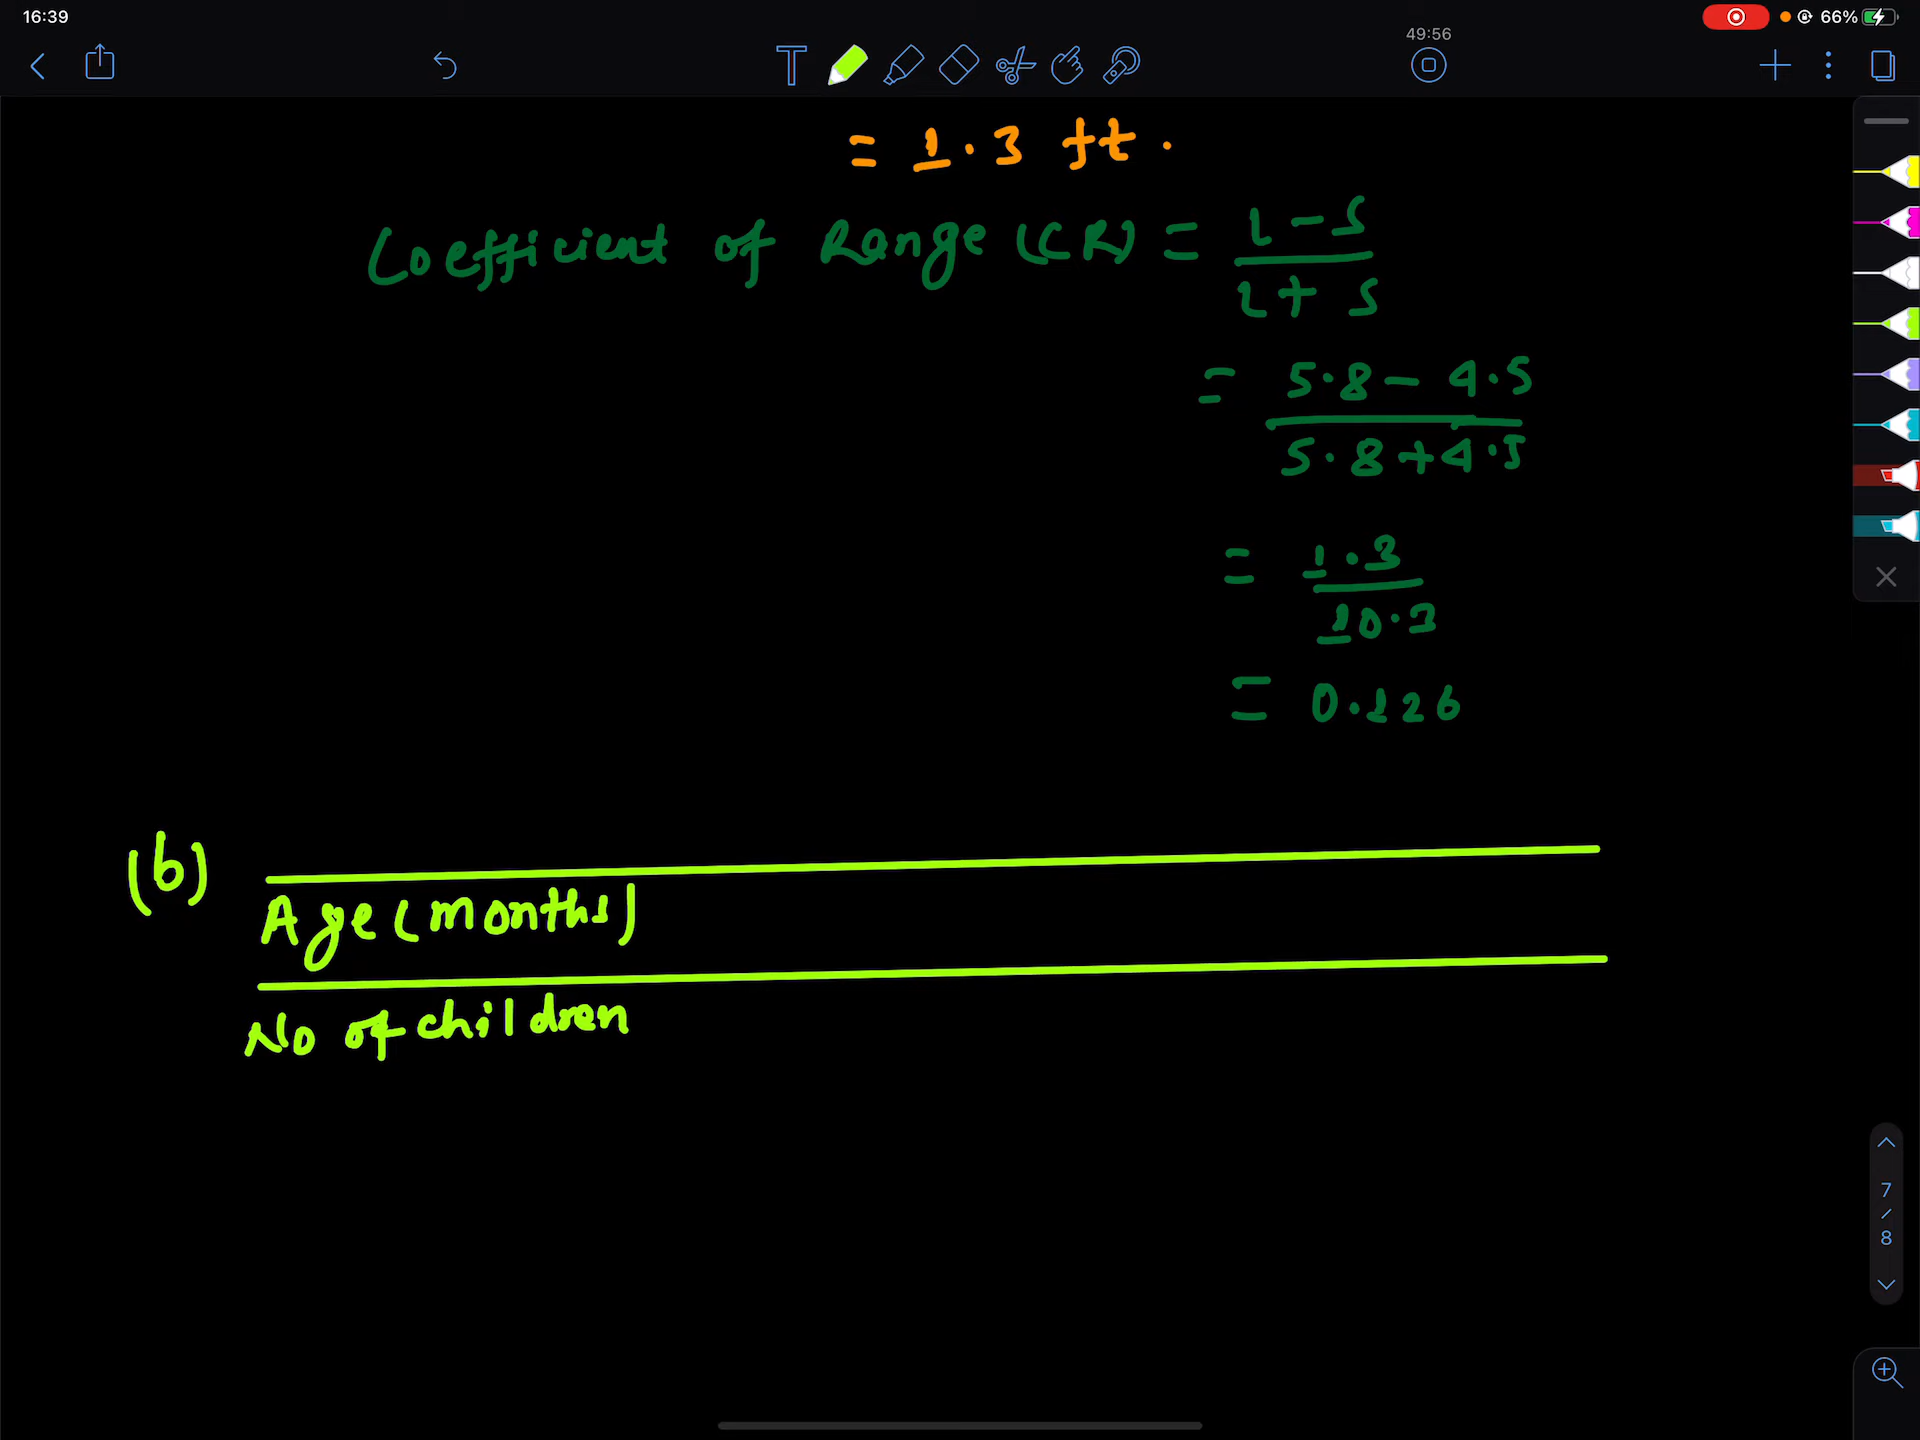 16:39
66%
49:56
= 1.3 ft.
Coefficient of Range (CR) = L-S
L+S
= 5.8 - 4.5
5.8+4.5
= 1.3
10.3
= 0.126
(b)
Age (months)
No of children
7
/
8